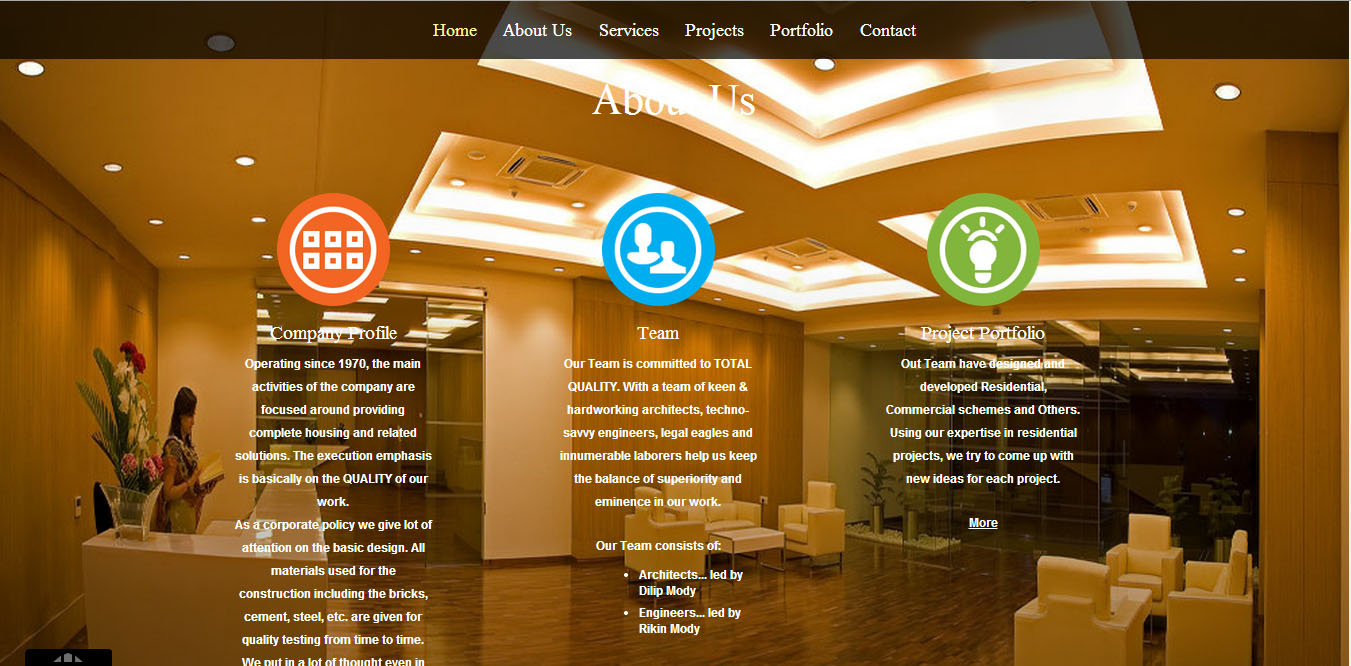 Home About Us Services Projects Portfolio Contact
About Us
Company Profile
Operating since 1970, the main
activities of the company are
focused around providing
complete housing and related
solutions. The execution emphasis
is basically on the QUALITY of our
work.
As a corporate policy we give lot of
attention on the basic design. All
materials used for the
construction including the bricks,
cement, steel, etc. are given for
quality testing from time to time.
We put in a lot of thought even in
Team
Our Team is committed to TOTAL
QUALITY. With a team of keen &
hardworking architects, techno-
savvy engineers, legal eagles and
innumerable laborers help us keep
the balance of superiority and
eminence in our work.
Our Team consists of:
• Architects... led by
Dilip Mody
• Engineers... led by
Rikin Mody
Project Portfolio
Out Team have designed and
developed Residential,
Commercial schemes and Others.
Using our expertise in residential
projects, we try to come up with
new ideas for each project.
More